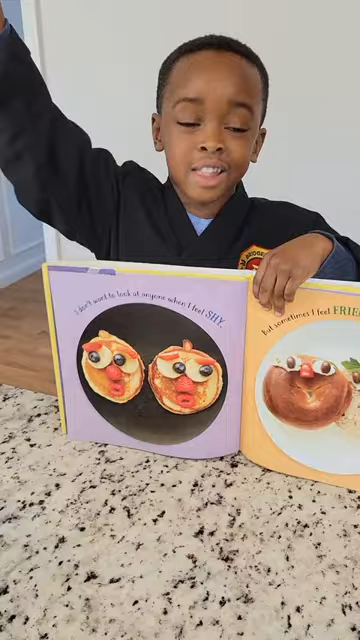 I don't want to look at anyone when I feel SHY.
But sometimes I feel